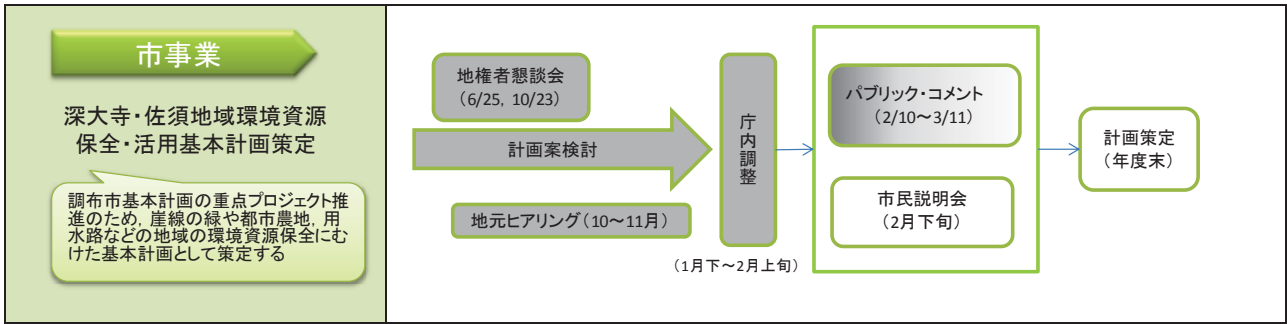 市事業
深大寺・佐須地域環境資源
保全・活用基本計画策定
調布市基本計画の重点プロジェクト推
進のため，崖線の緑や都市農地，用
水路などの地域の環境資源保全にむ
けた基本計画として策定する
地権者懇談会
（6/25，10/23）
計画案検討
地元ヒアリング（10～11月）
庁内調整
（1月下～2月上旬）
パブリック・コメント
（2/10～3/11）
市民説明会
（2月下旬）
計画策定
（年度末）